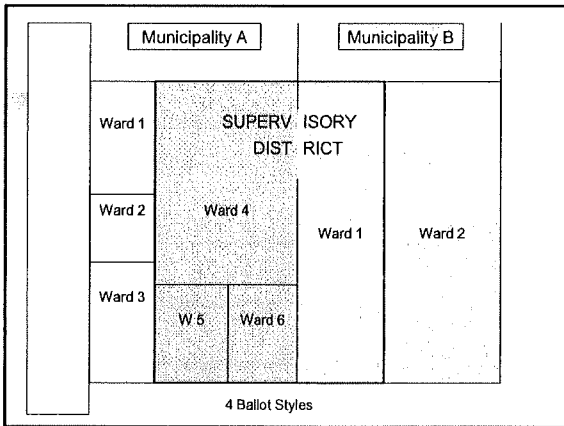 Municipality A
Municipality B
Ward 1
SUPERV ISORY
DIST RICT
Ward 2
Ward 4
Ward 1
Ward 2
Ward 3
W 5
Ward 6
4 Ballot Styles